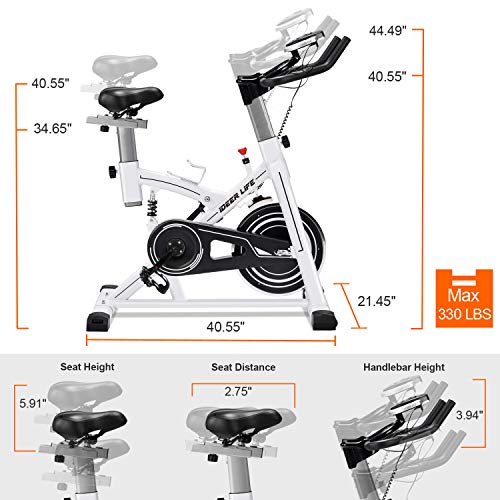 44.49"
40.55"
40.55"
34.65"
IDEER LIFE
21.45"
40.55"
Max
330 LBS
Seat Height
Seat Distance
Handlebar Height
5.91"
2.75"
3.94"